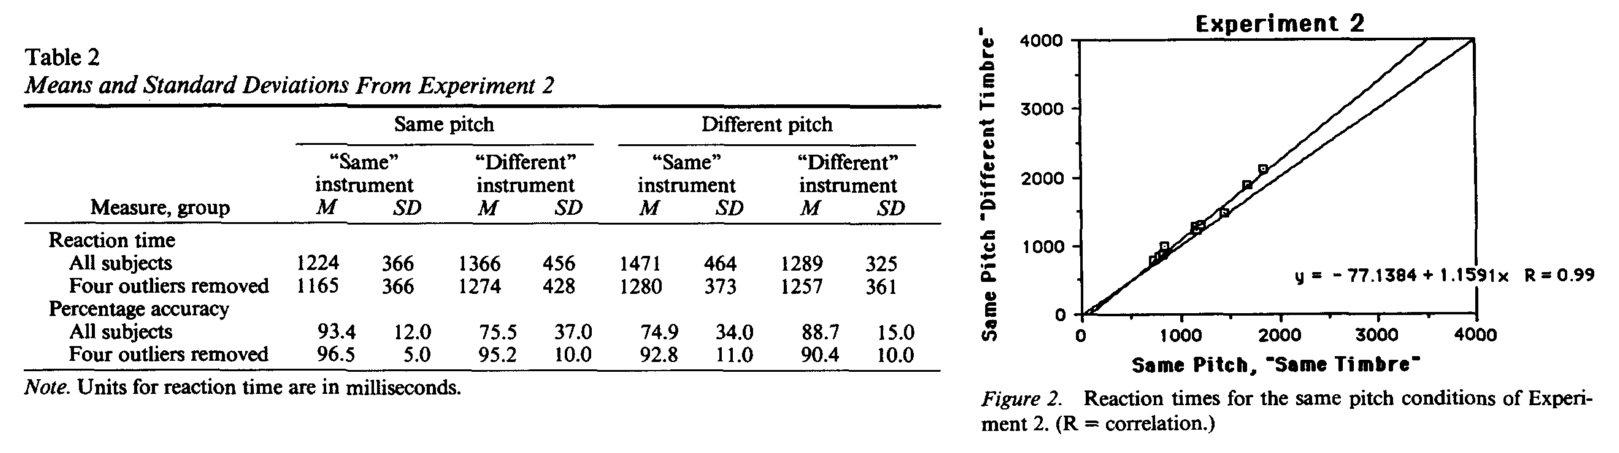 Table 2
Means and Standard Deviations From Experiment 2
Same pitch Different pitch
“Same” “Different” “Same” “Different”
instrument instrument instrument instrument
Measure, group M SD M SD M SD M SD
Reaction time
All subjects 1224 366 1366 456 1471 464 1289 325
Four outliers removed 1165 366 1274 428 1280 373 1257 361
Percentage accuracy
All subjects 93.4 12.0 75.5 37.0 74.9 34.0 88.7 15.0
Four outliers removed 96.5 5.0 95.2 10.0 92.8 11.0 90.4 10.0
Note. Units for reaction time are in milliseconds.
Experiment 2
Same Pitch "Different Timbre"
4000
3000
2000
1000
0
y = - 77.1384 + 1.1591x R = 0.99
0 1000 2000 3000 4000
Same Pitch, "Same Timbre"
Figure 2. Reaction times for the same pitch conditions of Experi-
ment 2. (R = correlation.)